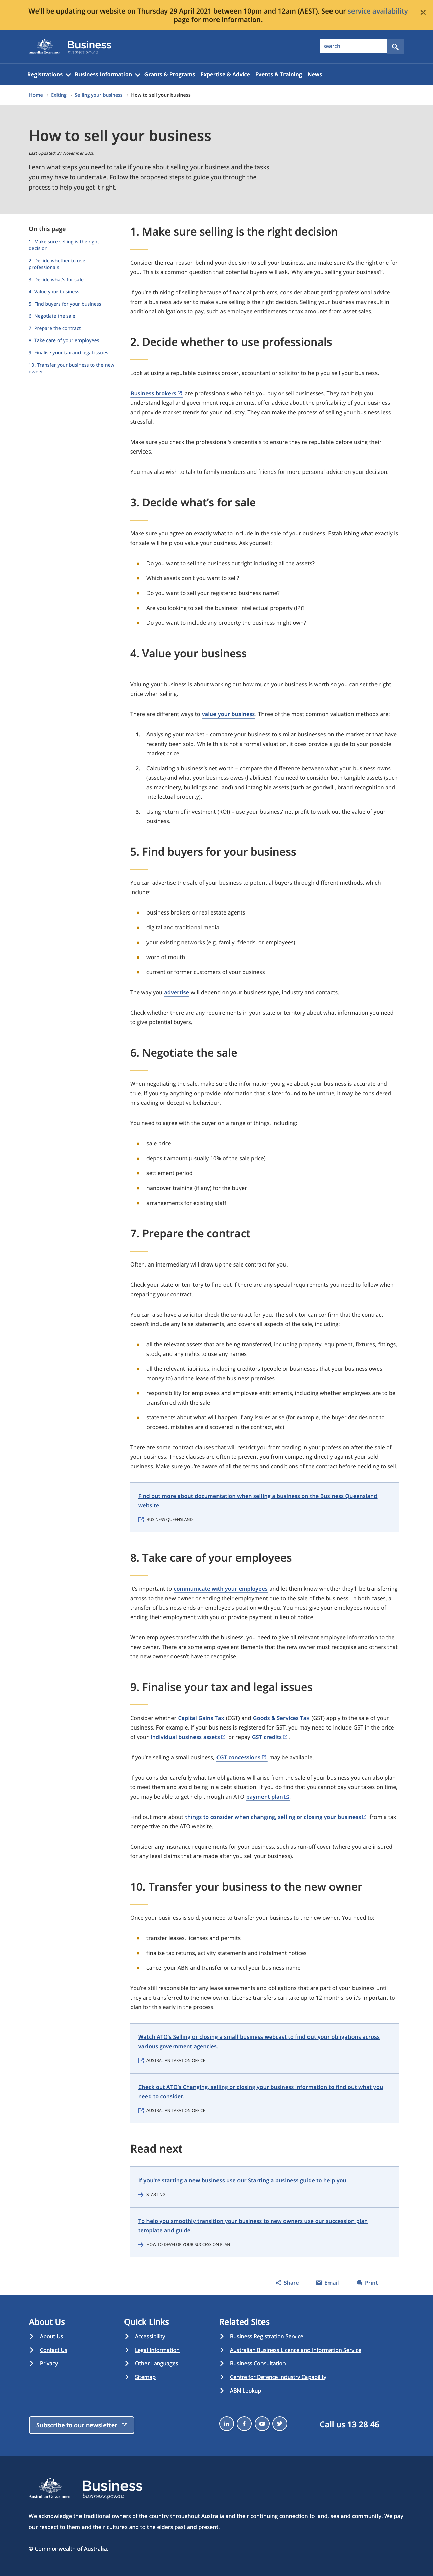 We'll be updating our website on Thursday 29 April 2021 between 10pm and 12am (AEST). See our service availability
page for more information.
Australian Government
Business
business.gov.au
search
Registrations
Business Information
Grants & Programs
Expertise & Advice
Events & Training
News
Home › Exiting › Selling your business › How to sell your business
How to sell your business
Last Updated: 27 November 2020
Learn what steps you need to take if you're about selling your business and the tasks
you may have to undertake. Follow the proposed steps to guide you through the
process to help you get it right.
On this page
1. Make sure selling is the right
decision
2. Decide whether to use
professionals
3. Decide what's for sale
4. Value your business
5. Find buyers for your business
6. Negotiate the sale
7. Prepare the contract
8. Take care of your employees
9. Finalise your tax and legal issues
10. Transfer your business to the new
owner
1. Make sure selling is the right decision
Consider the real reason behind your decision to sell your business, and make sure it's the right choice for
you. This is a common question that potential buyers will ask, 'Why are you selling your business?'.
If you're thinking of selling because of financial problems, consider getting professional advice
from a business adviser to make sure selling is the right decision. Selling your business may result in
obligations to pay, such as employment entitlements or tax arrangements from asset sales.
2. Decide whether to use professionals
Look at using a reputable business broker, accountant or solicitor to help you sell your business.
Business brokers are professionals who help you buy or sell businesses. They can help you
understand legal and government requirements, offer advice about the profitability of your business
and provide market trends for your industry. They can make the process of selling your business less
stressful.
Make sure you check the professional's credentials to ensure they're reputable before using their
services.
You may also wish to talk to family members and friends for more personal advice on your decision.
3. Decide what's for sale
Make sure you agree on exactly what to include in the sale of your business. Establishing what exactly is
for sale will help you value your business. Ask yourself:
Do you want to sell the business outright including all the assets?
Which assets don't you want to sell?
Do you want to sell your registered business name?
Are you looking to sell the business' intellectual property (IP)?
Do you want to include any property the business might own?
4. Value your business
Valuing your business is about working out how much your business is worth so you can set the right
price when selling.
There are different ways to value your business. Three of the most common valuation methods are:
1. Analysing your market – compare your business to similar businesses on the market or that have
recently been sold. While this is not a formal valuation, it does provide a guide to your possible
market price.
2. Calculating a business's net worth – compare the difference between what your business owns
(assets) and what your business owes (liabilities). You need to consider both tangible assets (such
as machinery, buildings and land) and intangible assets (such as goodwill, brand recognition and
intellectual property).
3. Using return of investment (ROI) – use your business' net profit to work out the value of your
business.
5. Find buyers for your business
You can advertise the sale of your business to potential buyers through different methods, which
include:
business brokers or real estate agents
digital and traditional media
your existing networks (e.g. family, friends, or employees)
word of mouth
current or former customers of your business
The way you advertise will depend on your business type, industry and contacts.
Check whether there are any requirements in your state or territory about what information you need
to give potential buyers.
6. Negotiate the sale
When negotiating the sale, make sure the information you give about your business is accurate and
true. If you say anything or provide information that is later found to be untrue, it may be considered
misleading or deceptive behaviour.
You need to agree with the buyer on a range of things, including:
sale price
deposit amount (usually 10% of the sale price)
settlement period
handover training (if any) for the buyer
arrangements for existing staff
7. Prepare the contract
Often, an intermediary will draw up the sale contract for you.
Check your state or territory to find out if there are any special requirements you need to follow when
preparing your contract.
You can also have a solicitor check the contract for you. The solicitor can confirm that the contract
doesn't include any false statements, and covers all aspects of the sale, including:
all the relevant assets that are being transferred, including property, equipment, fixtures, fittings,
stock, and any rights to use any names
all the relevant liabilities, including creditors (people or businesses that your business owes
money to) and the lease of the business premises
responsibility for employees and employee entitlements, including whether employees are to be
transferred with the sale
statements about what will happen if any issues arise (for example, the buyer decides not to
proceed, mistakes are discovered in the contract, etc)
There are some contract clauses that will restrict you from trading in your profession after the sale of
your business. These clauses are often to prevent you from competing directly against your sold
business. Make sure you're aware of all the terms and conditions of the contract before deciding to sell.
Find out more about documentation when selling a business on the Business Queensland
website.
BUSINESS QUEENSLAND
8. Take care of your employees
It's important to communicate with your employees and let them know whether they'll be transferring
across to the new owner or ending their employment due to the sale of the business. In both cases, a
transfer of entitlements should be arranged by you. You must give your employees minimum notice of
ending their employment with you or provide payment in lieu of notice.
When employees transfer with the business, you need to give all relevant employee information to the
new owner. There are some employee entitlements that the new owner must recognise and others that
the new owner doesn't have to recognise.
9. Finalise your tax and legal issues
Consider whether Capital Gains Tax (CGT) and Goods & Services Tax (GST) apply to the sale of your
business. For example, if your business is registered for GST, you may need to include GST in the price
of your individual business assets or repay GST credits.
If you're selling a small business, CGT concessions may be available.
If you consider carefully what tax obligations will arise from the sale of your business you can also plan
to meet them and avoid being in a debt situation. If you do find that you cannot pay your taxes on time,
you may be able to get help through an ATO payment plan.
Find out more about things to consider when changing, selling or closing your business from a tax
perspective on the ATO website.
Consider any insurance requirements for your business, such as run-off cover (where you are insured
for any legal claims that are made after you sell your business).
10. Transfer your business to the new owner
Once your business is sold, you need to transfer your business to the new owner. You need to:
transfer leases, licenses and permits
finalise tax returns, activity statements and instalment notices
cancel your ABN and transfer or cancel your business name
You're still responsible for any lease agreements and obligations that are part of your business until
they are transferred to the new owner. License transfers can take up to 12 months, so it's important to
plan for this early in the process.
Watch ATO's Selling or closing a small business webcast to find out your obligations across
various government agencies.
AUSTRALIAN TAXATION OFFICE
Check out ATO's Changing, selling or closing your business information to find out what you
need to consider.
AUSTRALIAN TAXATION OFFICE
Read next
If you're starting a new business use our Starting a business guide to help you.
STARTING
To help you smoothly transition your business to new owners use our succession plan
template and guide.
HOW TO DEVELOP YOUR SUCCESSION PLAN
Share
Email
Print
About Us
About Us
Contact Us
Privacy
Quick Links
Accessibility
Legal Information
Other Languages
Sitemap
Related Sites
Business Registration Service
Australian Business Licence and Information Service
Business Consultation
Centre for Defence Industry Capability
ABN Lookup
Subscribe to our newsletter
Call us 13 28 46
Australian Government
Business
business.gov.au
We acknowledge the traditional owners of the country throughout Australia and their continuing connection to land, sea and community. We pay
our respect to them and their cultures and to the elders past and present.
© Commonwealth of Australia.